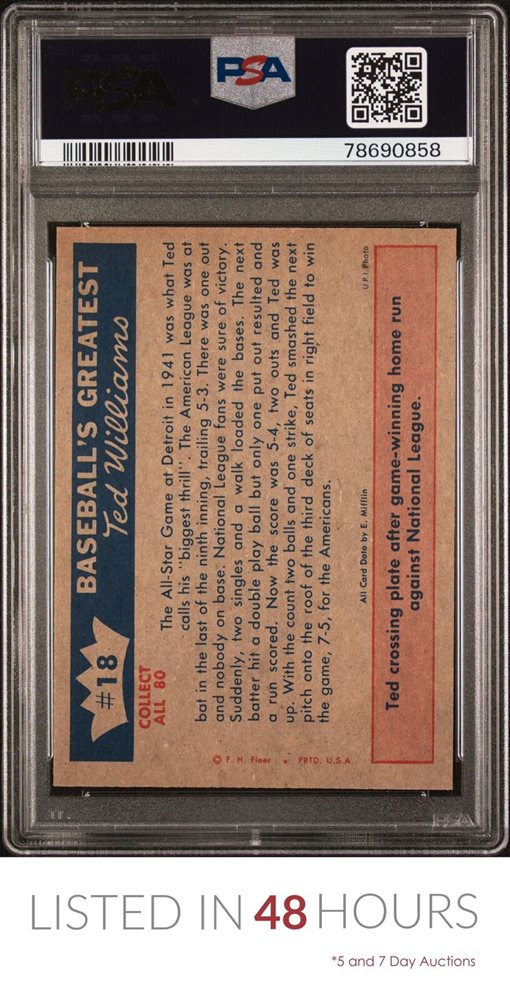 PSA
PSA
78690858
BASEBALL'S GREATEST
Ted Williams
#18
COLLECT
ALL 80
The All-Star Game at Detroit in 1941 was what Ted
calls his "biggest thrill". The American League was at
bat in the last of the ninth inning, trailing 5-3. There was one out
and nobody on base. National League fans were sure of victory.
Suddenly, two singles and a walk loaded the bases. The next
batter hit a double play ball but only one put out resulted and
a run scored. Now the score was 5-4, two outs and Ted was
up. With the count two balls and one strike, Ted smashed the next
pitch onto the roof of the third deck of seats in right field to win
the game, 7-5, for the Americans.
All Card Data by E. Mifflin
U.P.I. Photo
Ted crossing plate after game-winning home run
against National League.
© F. H. Fleer • PRTD. U.S.A.
PSA
LISTED IN 48 HOURS
*5 and 7 Day Auctions